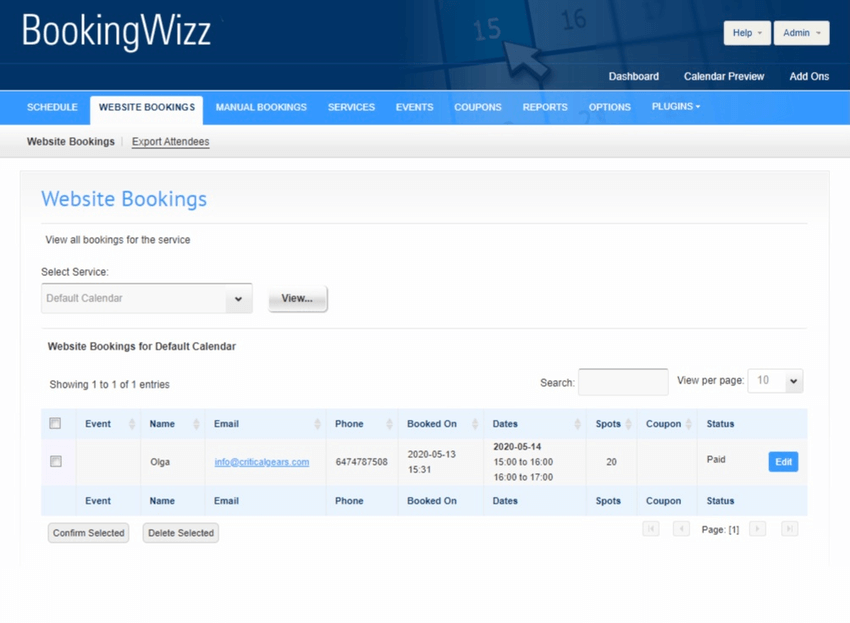 BookingWizz
15
16
17
23
Help
Admin
Dashboard
Calendar Preview
Add Ons
SCHEDULE
WEBSITE BOOKINGS
MANUAL BOOKINGS
SERVICES
EVENTS
COUPONS
REPORTS
OPTIONS
PLUGINS
Website Bookings
Export Attendees
Website Bookings
View all bookings for the service
Select Service:
Default Calendar
View...
Website Bookings for Default Calendar
Showing 1 to 1 of 1 entries
Search:
View per page: 10
Event Name Email Phone Booked On Dates Spots Coupon Status
Olga info@criticalgears.com 6474787508 2020-05-13 15:31 2020-05-14 15:00 to 16:00 16:00 to 17:00 20 Paid Edit
Event Name Email Phone Booked On Dates Spots Coupon Status
Confirm Selected
Delete Selected
Page: [1]